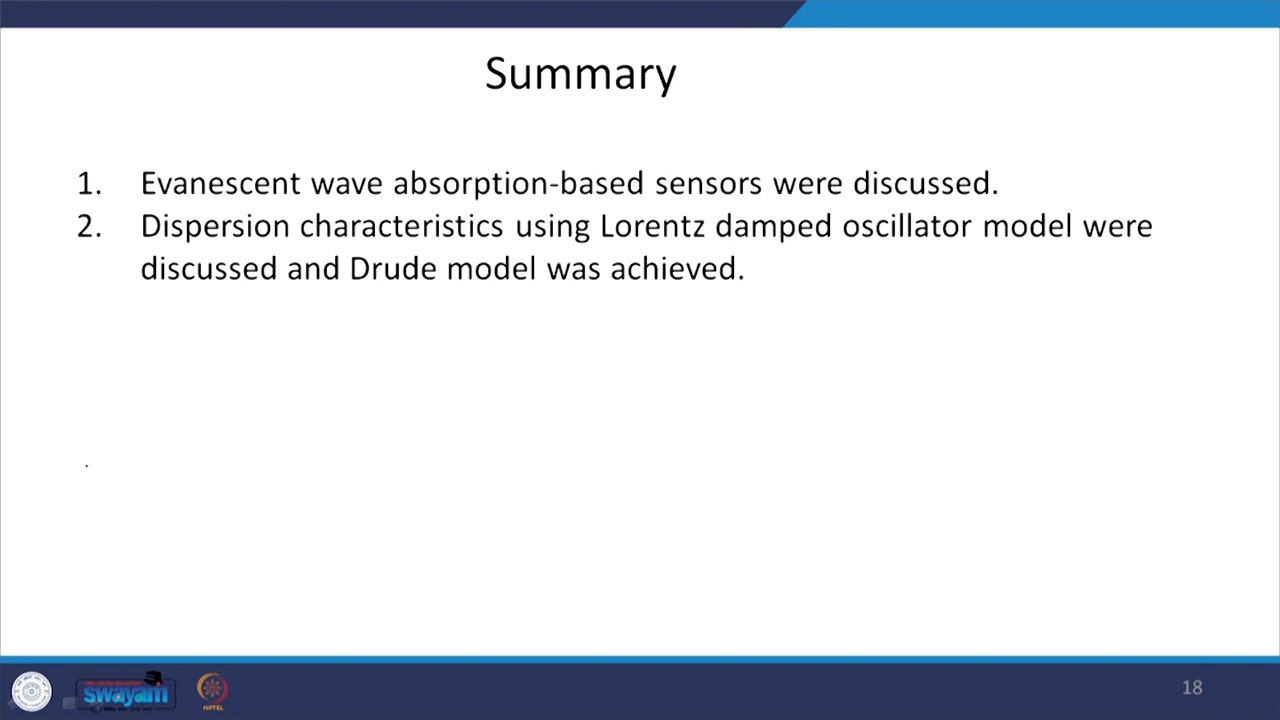 Summary
1. Evanescent wave absorption-based sensors were discussed.
2. Dispersion characteristics using Lorentz damped oscillator model were
discussed and Drude model was achieved.
swayam
NPTEL
18